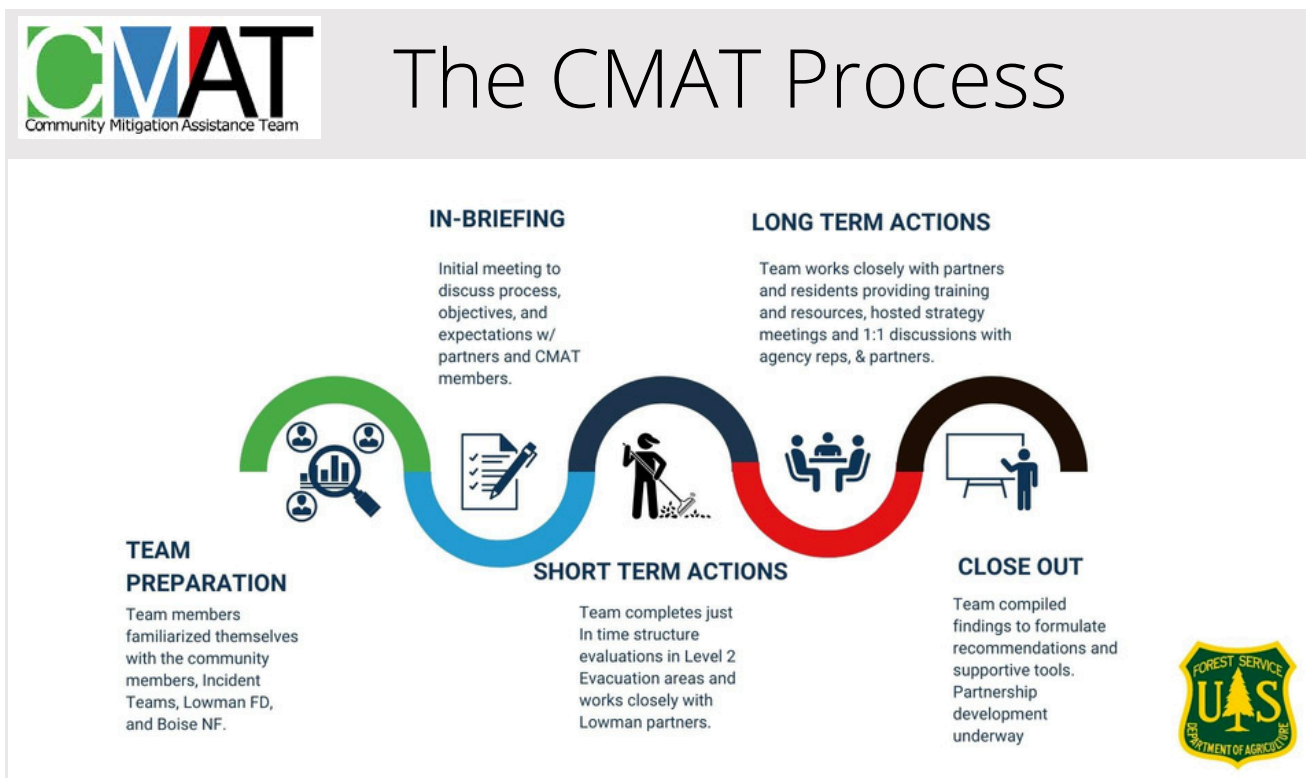 CMAT
Community Mitigation Assistance Team
The CMAT Process
TEAM
PREPARATION
Team members
familiarized themselves
with the community
members, Incident
Teams, Lowman FD,
and Boise NF.
IN-BRIEFING
Initial meeting to
discuss process,
objectives, and
expectations w/
partners and CMAT
members.
SHORT TERM ACTIONS
Team completes just
In time structure
evaluations in Level 2
Evacuation areas and
works closely with
Lowman partners.
LONG TERM ACTIONS
Team works closely with partners
and residents providing training
and resources, hosted strategy
meetings and 1:1 discussions with
agency reps, & partners.
CLOSE OUT
Team compiled
findings to formulate
recommendations and
supportive tools.
Partnership
development
underway
FOREST SERVICE
US
DEPARTMENT OF AGRICULTURE